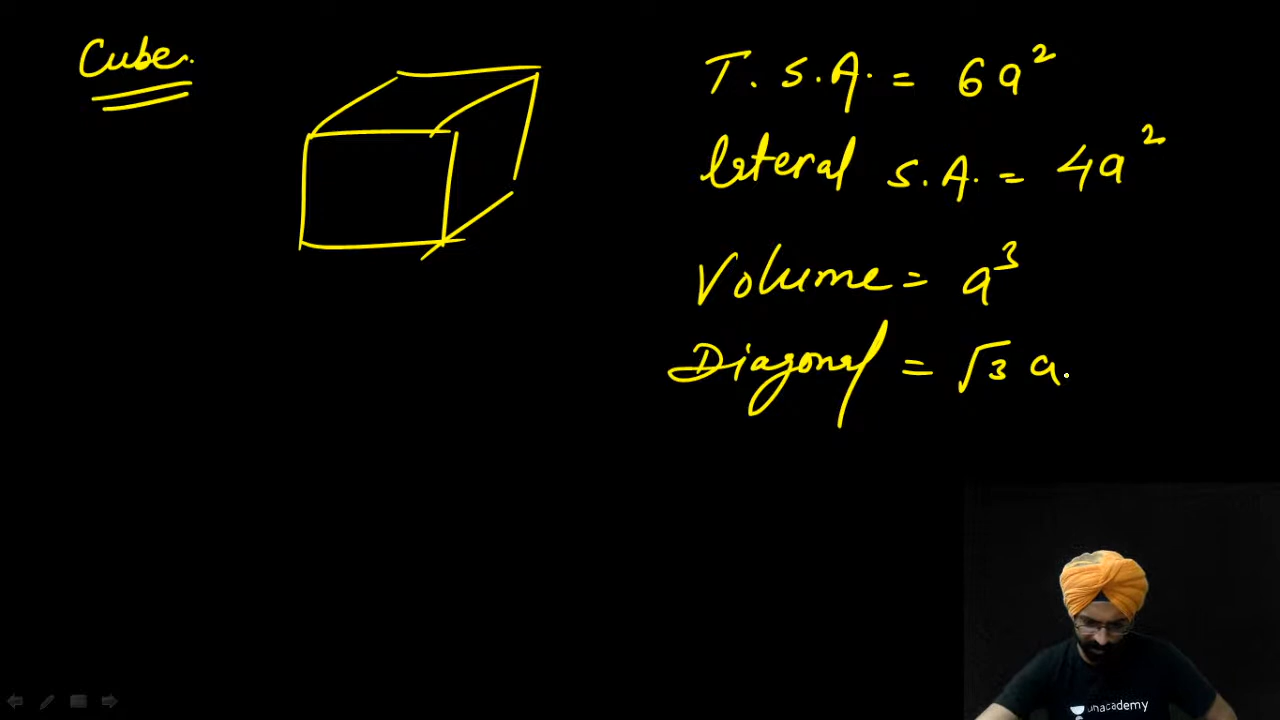 Cube.
T. S. A. = 6a²
lateral S. A. = 4a²
Volume = a³
Diagonal = √3 a.
unacademy